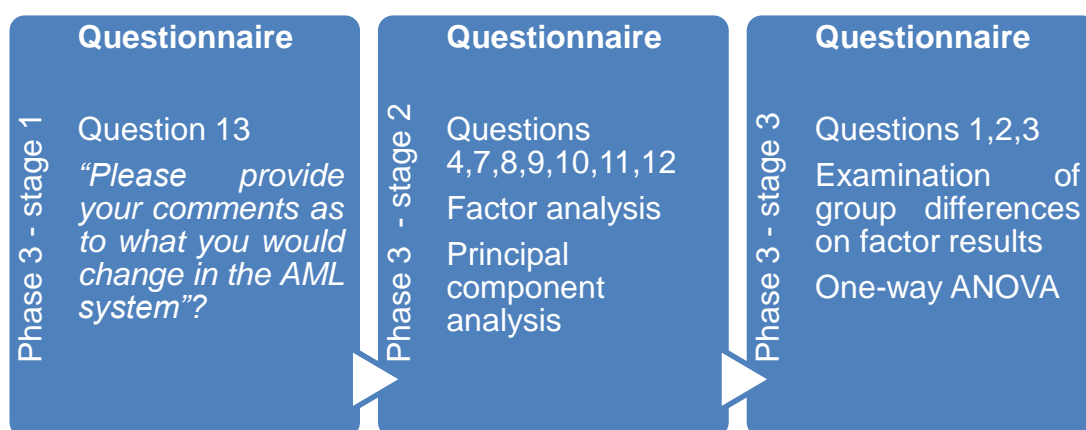 Phase 3 - stage 1
Questionnaire
Question 13
“Please provide
your comments as
to what you would
change in the AML
system”?
Phase 3 - stage 2
Questionnaire
Questions
4,7,8,9,10,11,12
Factor analysis
Principal
component
analysis
Phase 3 - stage 3
Questionnaire
Questions 1,2,3
Examination of
group differences
on factor results
One-way ANOVA